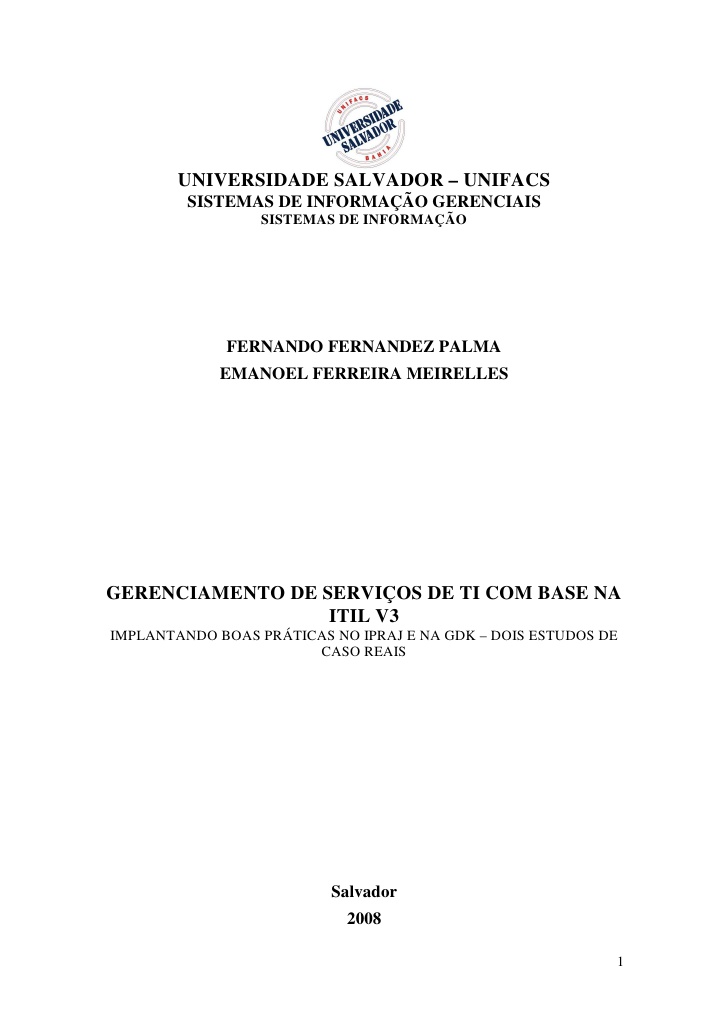 UNIFACS
UNIVERSIDADE
SALVADOR
BAHIA
UNIVERSIDADE SALVADOR – UNIFACS
SISTEMAS DE INFORMAÇÃO GERENCIAIS
SISTEMAS DE INFORMAÇÃO
FERNANDO FERNANDEZ PALMA
EMANOEL FERREIRA MEIRELLES
GERENCIAMENTO DE SERVIÇOS DE TI COM BASE NA
ITIL V3
IMPLANTANDO BOAS PRÁTICAS NO IPRAJ E NA GDK – DOIS ESTUDOS DE
CASO REAIS
Salvador
2008
1